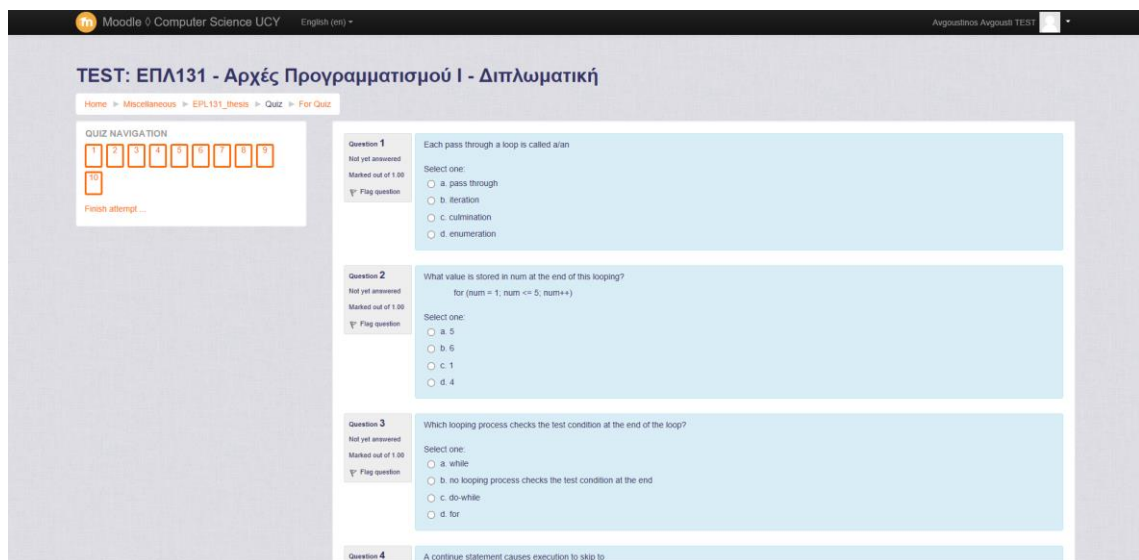 m Moodle ◊ Computer Science UCY English (en) Avgoustinos Avgousti TEST
TEST: ΕΠΛ131 - Αρχές Προγραμματισμού Ι - Διπλωματική
Home Miscellaneous EPL131_thesis Quiz For Quiz
QUIZ NAVIGATION
1 2 3 4 5 6 7 8 9
10
Finish attempt ...
Question 1
Not yet answered
Marked out of 1.00
Flag question
Each pass through a loop is called a/an
Select one:
a. pass through
b. iteration
c. culmination
d. enumeration
Question 2
Not yet answered
Marked out of 1.00
Flag question
What value is stored in num at the end of this looping?
for (num = 1; num <= 5; num++)
Select one:
a. 5
b. 6
c. 1
d. 4
Question 3
Not yet answered
Marked out of 1.00
Flag question
Which looping process checks the test condition at the end of the loop?
Select one:
a. while
b. no looping process checks the test condition at the end
c. do-while
d. for
Question 4
A continue statement causes execution to skip to